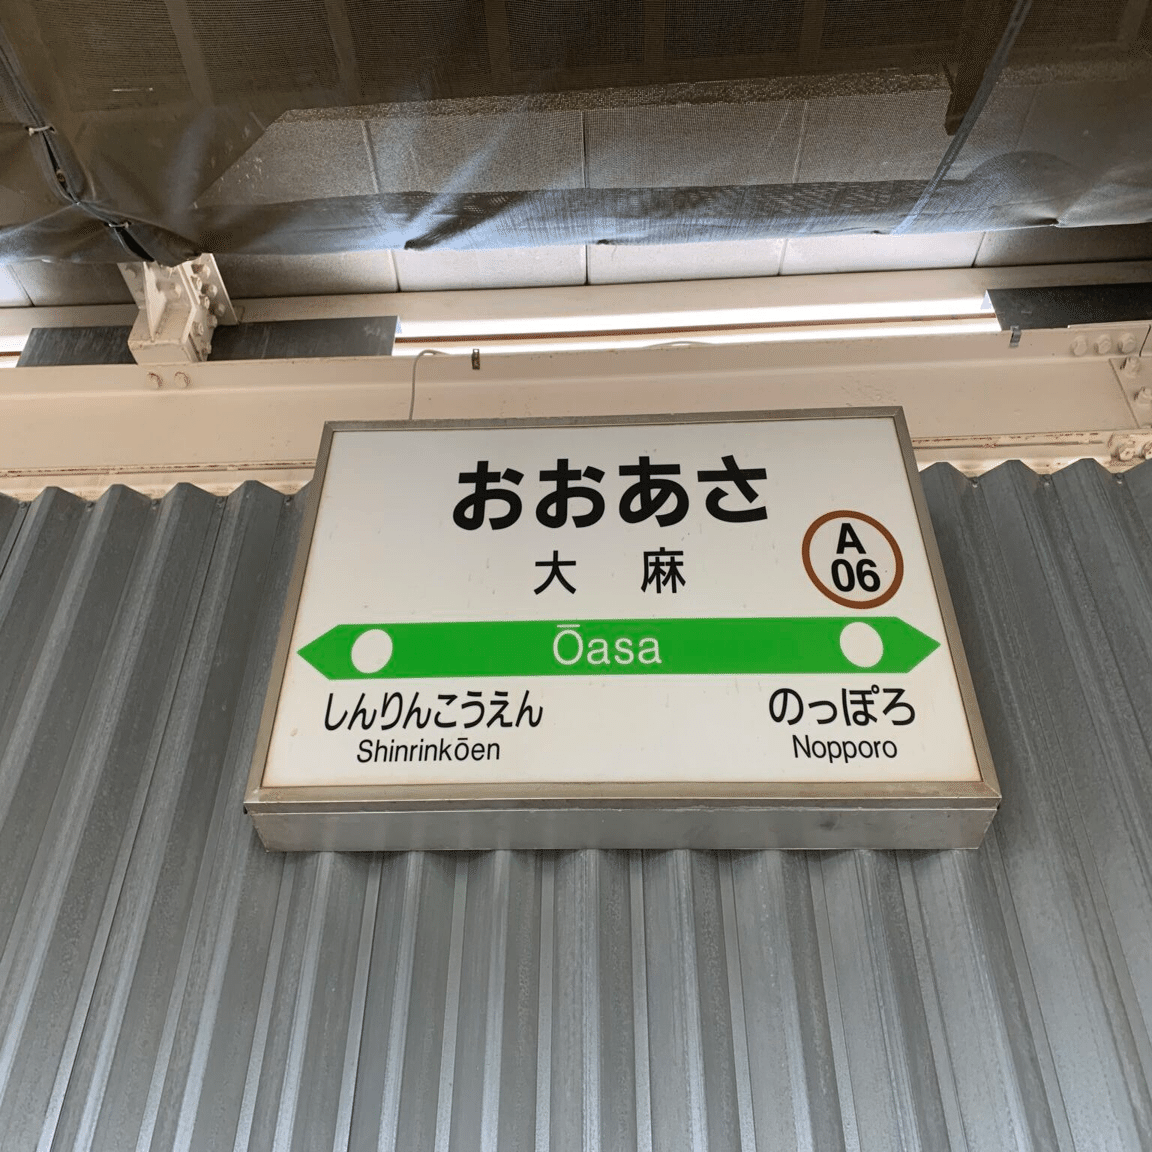 おおあさ
大麻
A
06
Ōasa
しんりんこうえん
Shinrinkōen
のっぽろ
Nopporo